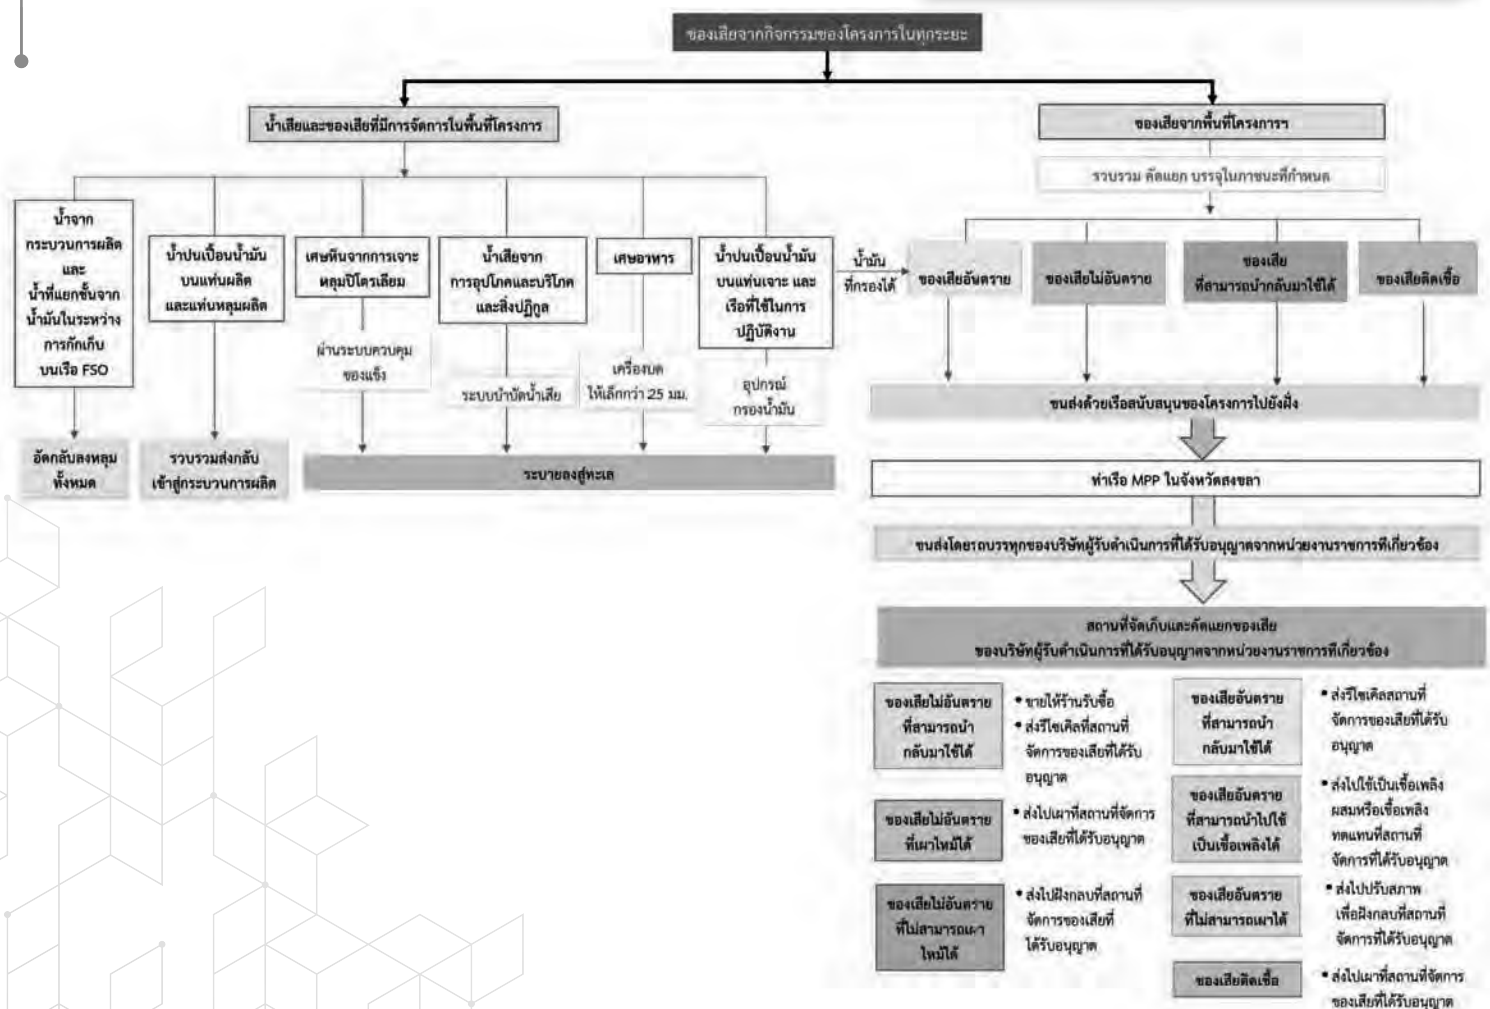 ของเสียจากกิจกรรมของโครงการในทุกระยะ
น้ำเสียและของเสียที่มีการจัดการในพื้นที่โครงการ
น้ำจาก
กระบวนการผลิต
และ
น้ำที่แยกชั้นจาก
น้ำมันในระหว่าง
การกักเก็บ
บนเรือ FSO
อัดกลับลงหลุม
ทั้งหมด
น้ำปนเปื้อนน้ำมัน
บนแท่นผลิต
และแท่นหลุมผลิต
รวบรวมส่งกลับ
เข้าสู่กระบวนการผลิต
เศษหินจากการเจาะ
หลุมปิโตรเลียม
ผ่านระบบควบคุม
ของแข็ง
น้ำเสียจาก
การอุปโภคและบริโภค
และสิ่งปฏิกูล
ระบบบำบัดน้ำเสีย
เศษอาหาร
เครื่องบด
ให้เล็กกว่า 25 มม.
น้ำปนเปื้อนน้ำมัน
บนแท่นเจาะ และ
เรือที่ใช้ในการ
ปฏิบัติงาน
อุปกรณ์
กรองน้ำมัน
ระบายลงสู่ทะเล
น้ำมัน
ที่กรองได้
ของเสียจากพื้นที่โครงการฯ
รวบรวม คัดแยก บรรจุในภาชนะที่กำหนด
ของเสียอันตราย
ของเสียไม่อันตราย
ของเสีย
ที่สามารถนำกลับมาใช้ได้
ของเสียติดเชื้อ
ขนส่งด้วยเรือสนับสนุนของโครงการไปยังฝั่ง
ท่าเรือ MPP ในจังหวัดสงขลา
ขนส่งโดยรถบรรทุกของบริษัทผู้รับดำเนินการที่ได้รับอนุญาตจากหน่วยงานราชการที่เกี่ยวข้อง
สถานที่จัดเก็บและคัดแยกของเสีย
ของบริษัทผู้รับดำเนินการที่ได้รับอนุญาตจากหน่วยงานราชการที่เกี่ยวข้อง
ของเสียไม่อันตราย
ที่สามารถนำ
กลับมาใช้ได้
• ขายให้ร้านรับซื้อ
• ส่งรีไซเคิลที่สถานที่
จัดการของเสียที่ได้รับ
อนุญาต
ของเสียไม่อันตราย
ที่เผาไหม้ได้
• ส่งไปเผาที่สถานที่จัดการ
ของเสียที่ได้รับอนุญาต
ของเสียไม่อันตราย
ที่ไม่สามารถเผา
ไหม้ได้
• ส่งไปฝังกลบที่สถานที่
จัดการของเสียที่
ได้รับอนุญาต
ของเสียอันตราย
ที่สามารถนำ
กลับมาใช้ได้
• ส่งรีไซเคิลสถานที่
จัดการของเสียที่ได้รับ
อนุญาต
ของเสียอันตราย
ที่สามารถนำไปใช้
เป็นเชื้อเพลิงได้
• ส่งไปใช้เป็นเชื้อเพลิง
ผสมหรือเชื้อเพลิง
ทดแทนที่สถานที่
จัดการที่ได้รับอนุญาต
ของเสียอันตราย
ที่ไม่สามารถเผาได้
• ส่งไปปรับสภาพ
เพื่อฝังกลบที่สถานที่
จัดการที่ได้รับอนุญาต
ของเสียติดเชื้อ
• ส่งไปเผาที่สถานที่จัดการ
ของเสียที่ได้รับอนุญาต